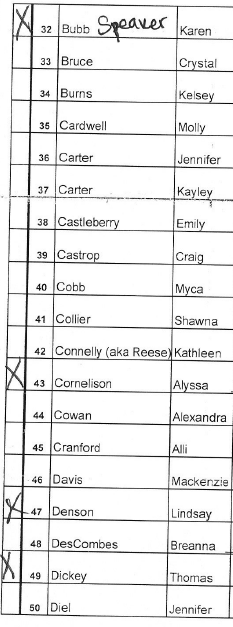 X 32 Bubb Speaver Karen
33 Bruce Crystal
34 Burns Kelsey
35 Cardwell Molly
36 Carter Jennifer
37 Carter Kayley
38 Castleberry Emily
39 Castrop Craig
40 Cobb Myca
41 Collier Shawna
42 Connelly (aka Reese) Kathleen
X 43 Cornelison Alyssa
44 Cowan Alexandra
45 Cranford Alli
46 Davis Mackenzie
X 47 Denson Lindsay
48 DesCombes Breanna
X 49 Dickey Thomas
50 Diel Jennifer